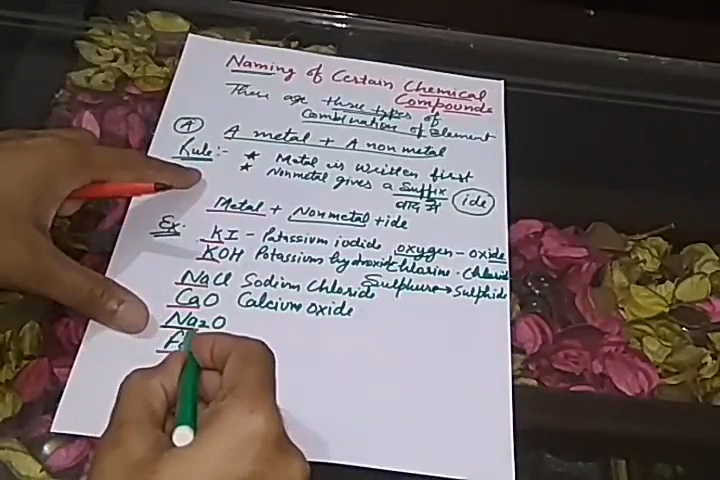 Naming of Certain Chemical Compounds
There are three types of
Combination of element
A
A metal + A non metal
Rule :- * Metal is written first
* Nonmetal gives a Suffix ide
बाद में
Metal + Nonmetal + ide
Ex:
KI - Potassium iodide oxygen - oxide
KOH Potassium hydroxide Chlorine - Chloride
NaCl Sodium Chloride Sulphure → Sulphide
CaO Calcium oxide
Na₂O